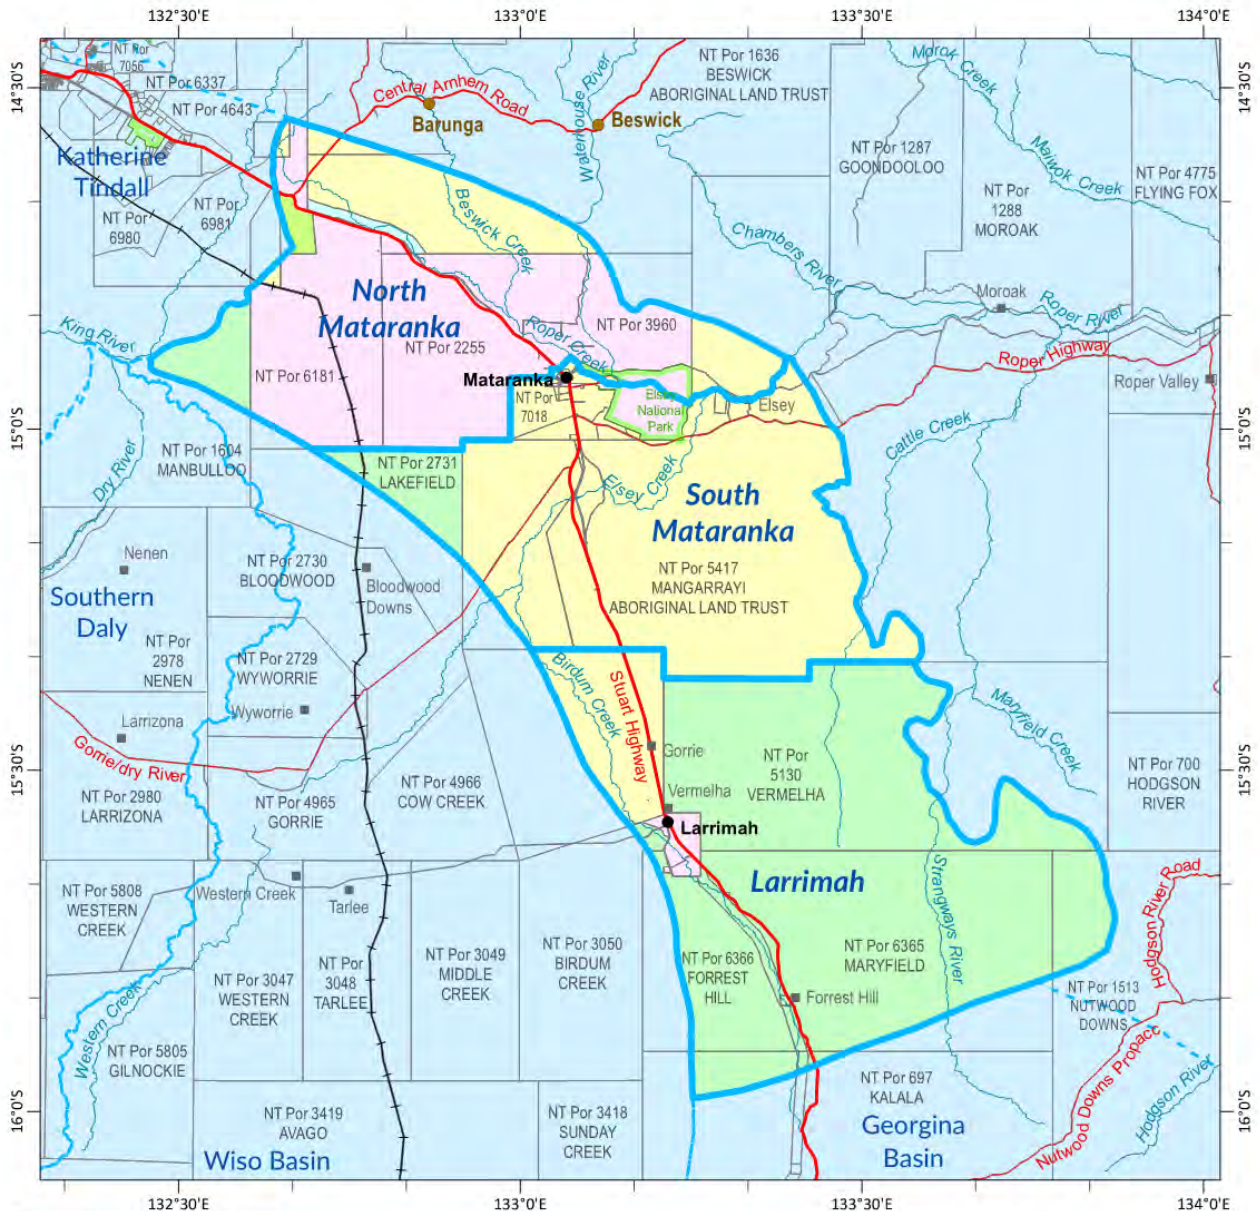 132°30'E
133°0'E
133°30'E
134°0'E
14°30'S
14°30'S
NT Por
7056
NT Por 6337
NT Por 4643
Central Arnhem Road
Barunga
Waterhouse River
Beswick
NT Por 1636
BESWICK
ABORIGINAL LAND TRUST
Morok Creek
NT Por 1287
GOONDOOLOO
Maiwok Creek
NT Por 4775
FLYING FOX
NT Por
1288
MOROAK
Katherine
Tindall
NT Por
6981
NT Por
6980
Beswick Creek
Chambers River
Moroak
Roper River
North
Mataranka
NT Por 2255
NT Por 3960
Roper Creek
King River
Roper Highway
Roper Valley
NT Por 6181
Mataranka
NT Por
7018
Elsey
National
Park
Elsey
Cattle Creek
15°0'S
15°0'S
Dry River
NT Por 1604
MANBULLOO
NT Por 2731
LAKEFIELD
Elsey Creek
South
Mataranka
Nenen
NT Por 2730
BLOODWOOD
Bloodwood
Downs
NT Por 5417
MANGARRAYI
ABORIGINAL LAND TRUST
Southern
Daly
NT Por
2978
NENEN
NT Por 2729
WYWORRIE
Wyworrie
Birdum Creek
Stuart Highway
Maryfield Creek
Larrizona
Gorrie/dry River
Gorrie
NT Por
5130
VERMELHA
NT Por 700
HODGSON
RIVER
15°30'S
15°30'S
NT Por 2980
LARRIZONA
NT Por 4965
GORRIE
NT Por 4966
COW CREEK
Vermelha
Larrimah
NT Por 5808
WESTERN
CREEK
Western Creek
Tarlee
Larrimah
Strangways River
Hodgson River Road
NT Por 3047
WESTERN
CREEK
NT Por
3048
TARLEE
NT Por 3049
MIDDLE
CREEK
NT Por 3050
BIRDUM
CREEK
NT Por 6366
FORREST
HILL
NT Por 6365
MARYFIELD
Forrest Hill
NT Por 1513
NUTWOOD
DOWNS
Western Creek
NT Por 5805
GILNOCKIE
NT Por 697
KALALA
Nutwood Downs Propacc
Hodgson River
16°0'S
16°0'S
NT Por 3419
AVAGO
NT Por 3418
SUNDAY
CREEK
Wiso Basin
Georgina
Basin
132°30'E
133°0'E
133°30'E
134°0'E